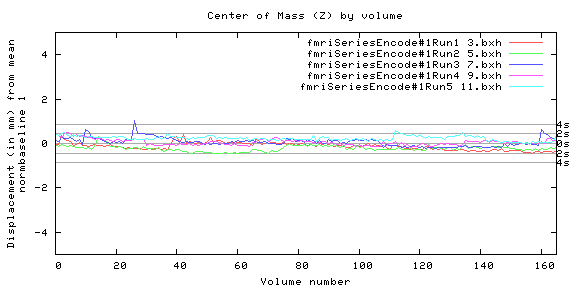 Center of Mass (Z) by volume
fmriSeriesEncode#1Run1 3.bxh
fmriSeriesEncode#1Run2 5.bxh
fmriSeriesEncode#1Run3 7.bxh
fmriSeriesEncode#1Run4 9.bxh
fmriSeriesEncode#1Run5 11.bxh
Displacement (in mm) from mean
normbaseline 1
4
2
0
-2
-4
4s
2s
0s
2s
4s
0 20 40 60 80 100 120 140 160
Volume number